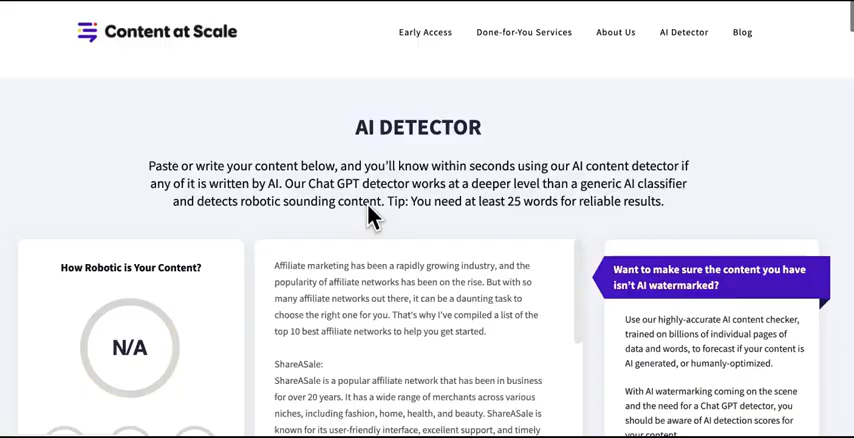 Content at Scale
Early Access
Done-for-You Services
About Us
AI Detector
Blog
AI DETECTOR
Paste or write your content below, and you'll know within seconds using our AI content detector if
any of it is written by AI. Our Chat GPT detector works at a deeper level than a generic AI classifier
and detects robotic sounding content. Tip: You need at least 25 words for reliable results.
How Robotic is Your Content?
N/A
Affiliate marketing has been a rapidly growing industry, and the
popularity of affiliate networks has been on the rise. But with so
many affiliate networks out there, it can be a daunting task to
choose the right one for you. That's why I've compiled a list of the
top 10 best affiliate networks to help you get started.
ShareASale:
ShareASale is a popular affiliate network that has been in business
for over 20 years. It has a wide range of merchants across various
niches, including fashion, home, health, and beauty. ShareASale is
known for its user-friendly interface, excellent support, and timely
Want to make sure the content you have
isn't AI watermarked?
Use our highly-accurate AI content checker,
trained on billions of individual pages of
data and words, to forecast if your content is
AI generated, or humanly-optimized.
With AI watermarking coming on the scene
and the need for a Chat GPT detector, you
should be aware of AI detection scores for
your content